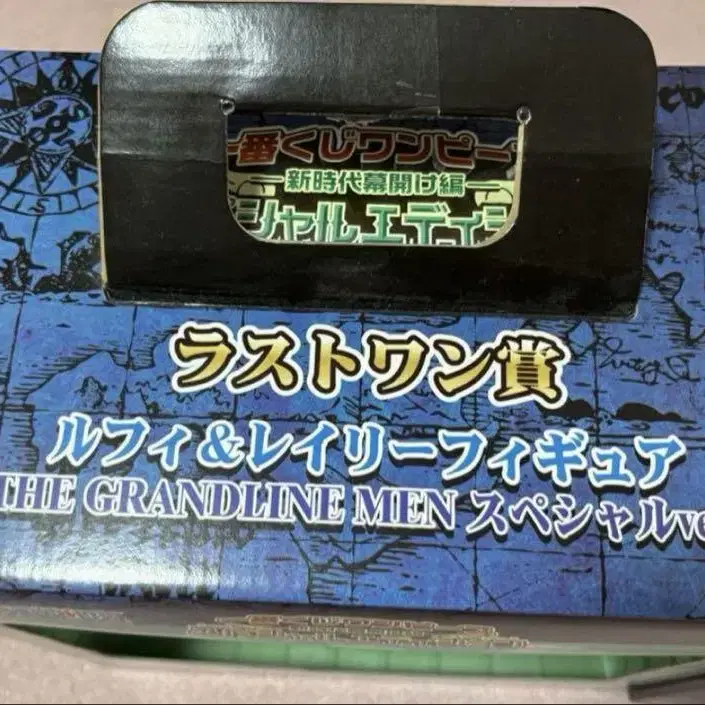 一番くじワンピー
新時代幕開け編
シャルエディシ
ラストワン賞
ルフィ&レイリーフィギュア
THE GRANDLINE MEN スペシャルve